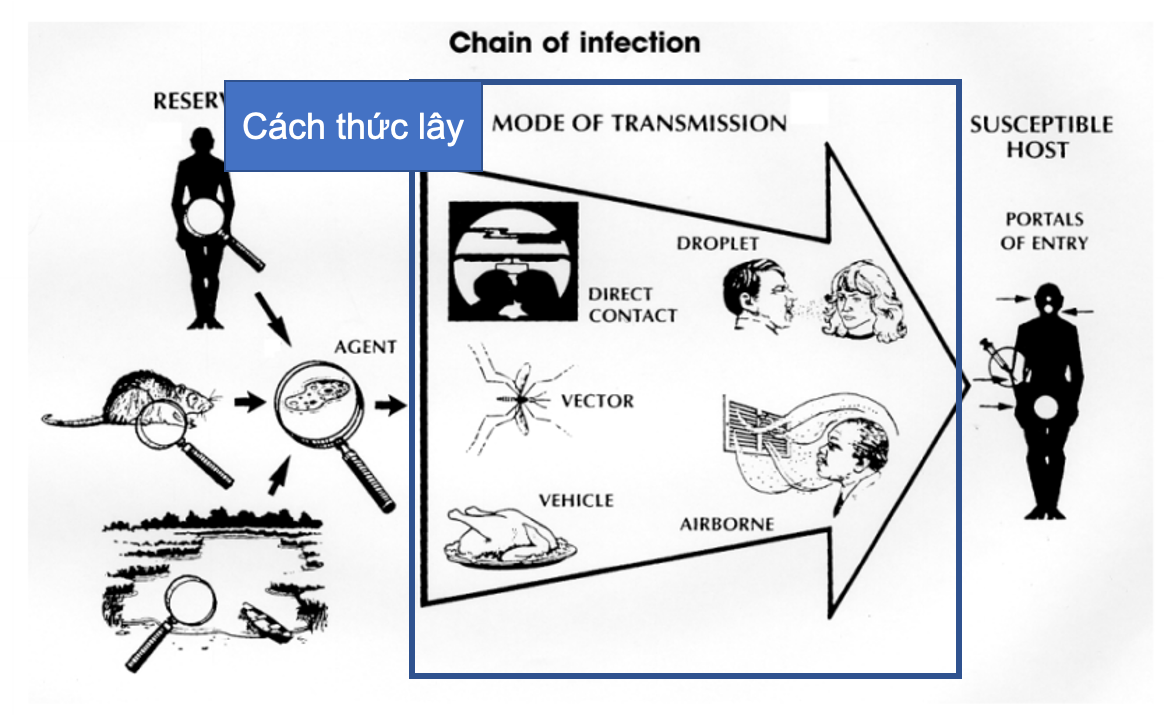 Chain of infection
RESERV
Cách thức lây
MODE OF TRANSMISSION
SUSCEPTIBLE
HOST
PORTALS
OF ENTRY
DROPLET
DIRECT
CONTACT
AGENT
VECTOR
VEHICLE
AIRBORNE